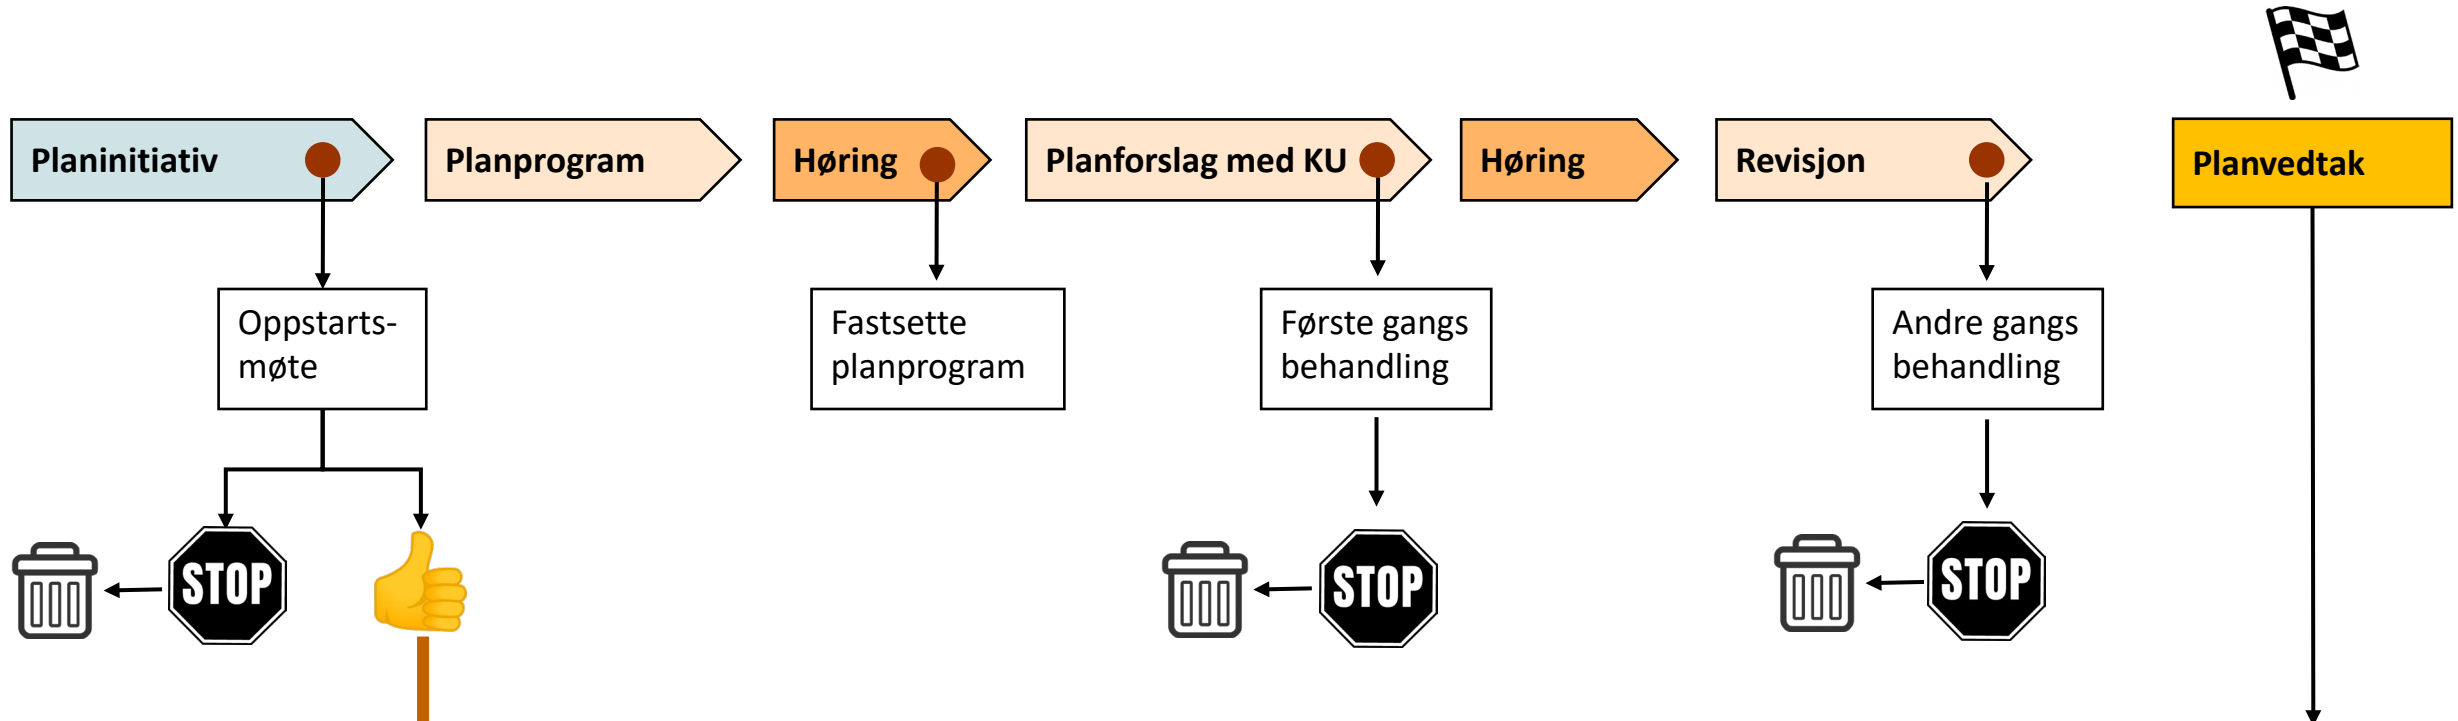 Planinitiativ
Planprogram
Høring
Planforslag med KU
Høring
Revisjon
Planvedtak
Oppstarts-
møte
Fastsette
planprogram
Første gangs
behandling
Andre gangs
behandling
STOP
STOP
STOP